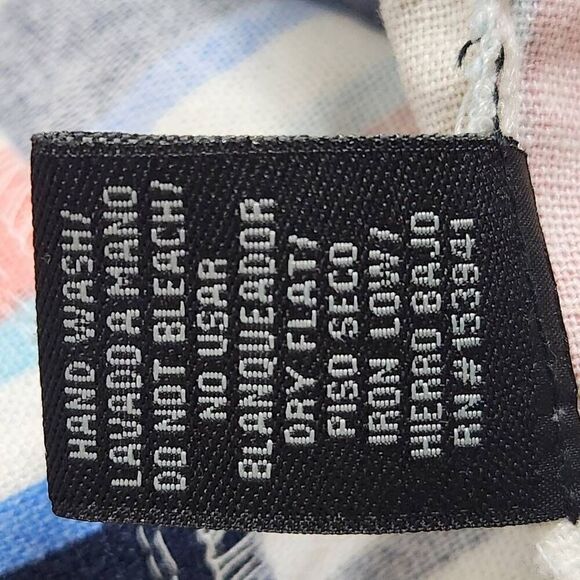 HAND WASH/
LAVADO A MANO
DO NOT BLEACH/
NO USAR
BLANQUEADOR
DRY FLAT/
PISO SECO
IRON LOW/
HIERRO BAJO
RN#153941